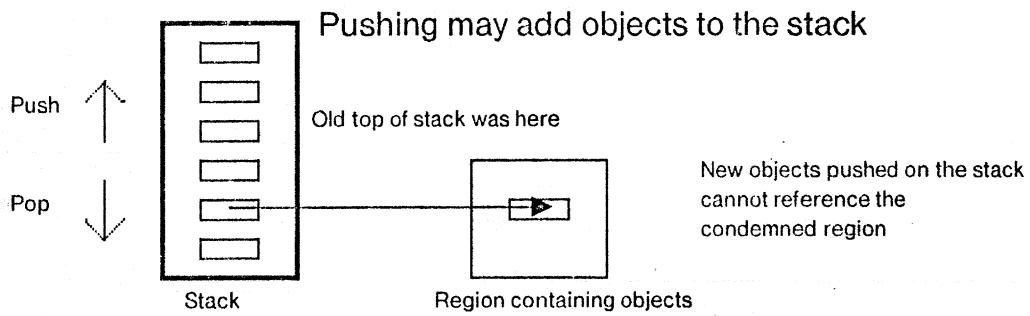 Pushing may add objects to the stack
Push
Old top of stack was here
Pop
New objects pushed on the stack
cannot reference the
condemned region
Stack
Region containing objects